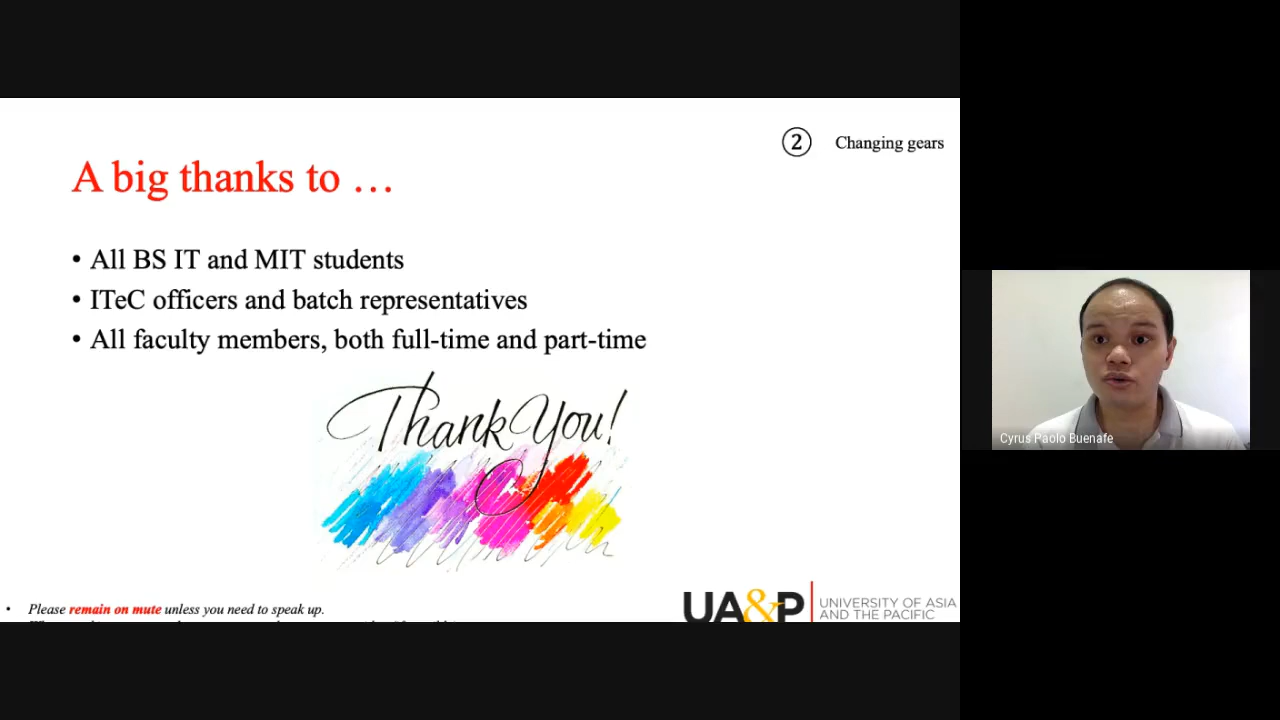 ② Changing gears
A big thanks to …
• All BS IT and MIT students
• ITeC officers and batch representatives
• All faculty members, both full-time and part-time
Thank You!
• Please remain on mute unless you need to speak up.
UA&P
UNIVERSITY OF ASIA
AND THE PACIFIC
Cyrus Paolo Buenafe